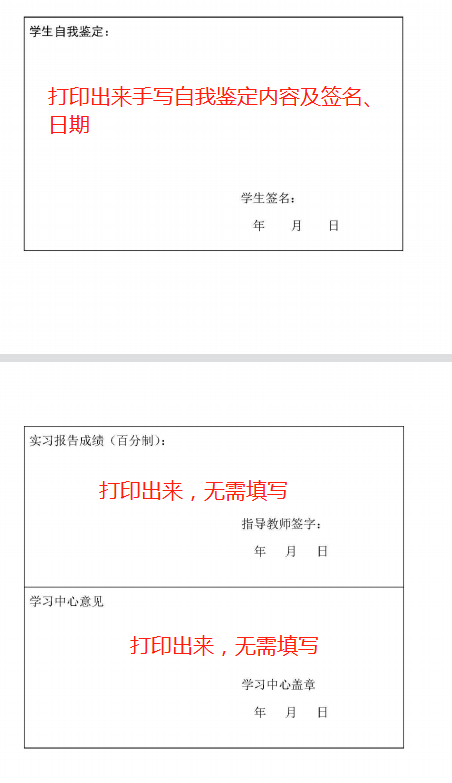 学生自我鉴定：
打印出来手写自我鉴定内容及签名、
日期
学生签名：
年 月 日
实习报告成绩（百分制）：
打印出来，无需填写
指导教师签字：
年 月 日
学习中心意见
打印出来，无需填写
学习中心盖章
年 月 日